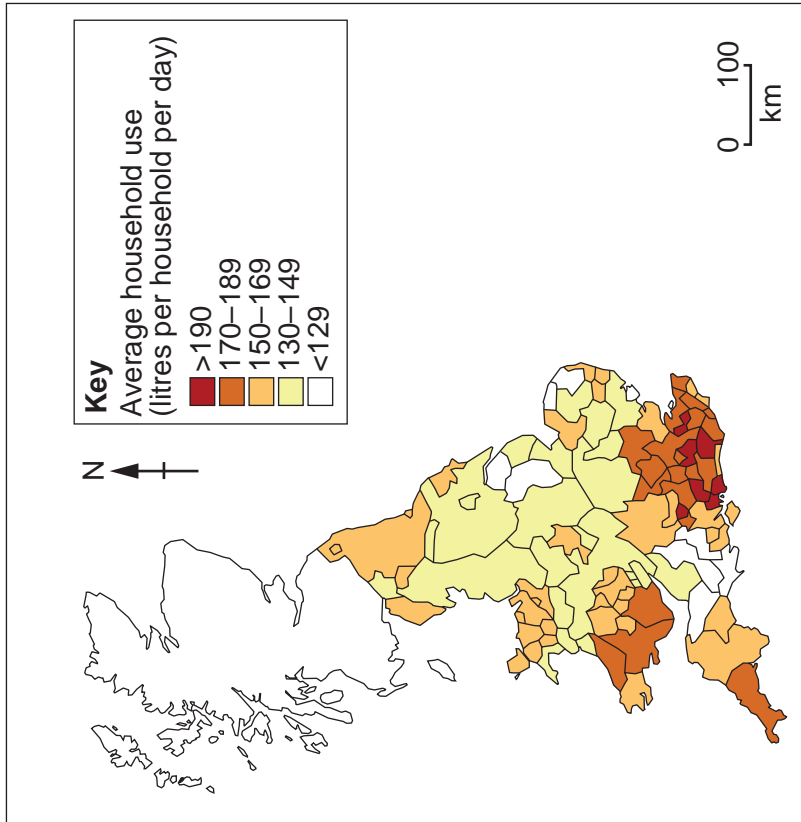 Key
Average household use
(litres per household per day)
>190
170–189
150–169
130–149
<129
N
0 100
km